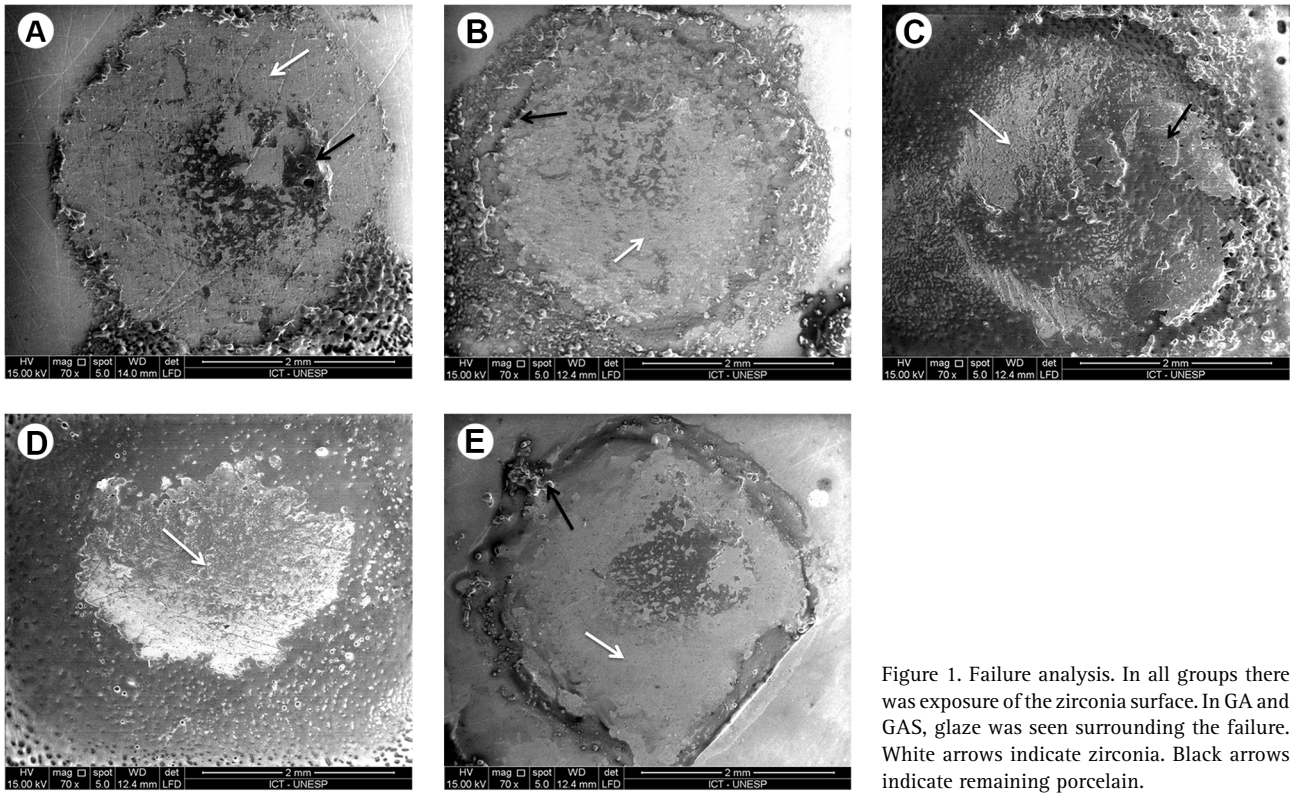 A
HV mag spot WD det 2 mm
15.00 kV 70 x 5.0 14.0 mm LFD ICT - UNESP
B
HV mag spot WD det 2 mm
15.00 kV 70 x 5.0 12.4 mm LFD ICT - UNESP
C
HV mag spot WD det 2 mm
15.00 kV 70 x 5.0 12.4 mm LFD ICT - UNESP
D
HV mag spot WD det 2 mm
15.00 kV 70 x 5.0 12.4 mm LFD ICT - UNESP
E
HV mag spot WD det 2 mm
15.00 kV 70 x 5.0 12.4 mm LFD ICT - UNESP
Figure 1. Failure analysis. In all groups there
was exposure of the zirconia surface. In GA and
GAS, glaze was seen surrounding the failure.
White arrows indicate zirconia. Black arrows
indicate remaining porcelain.